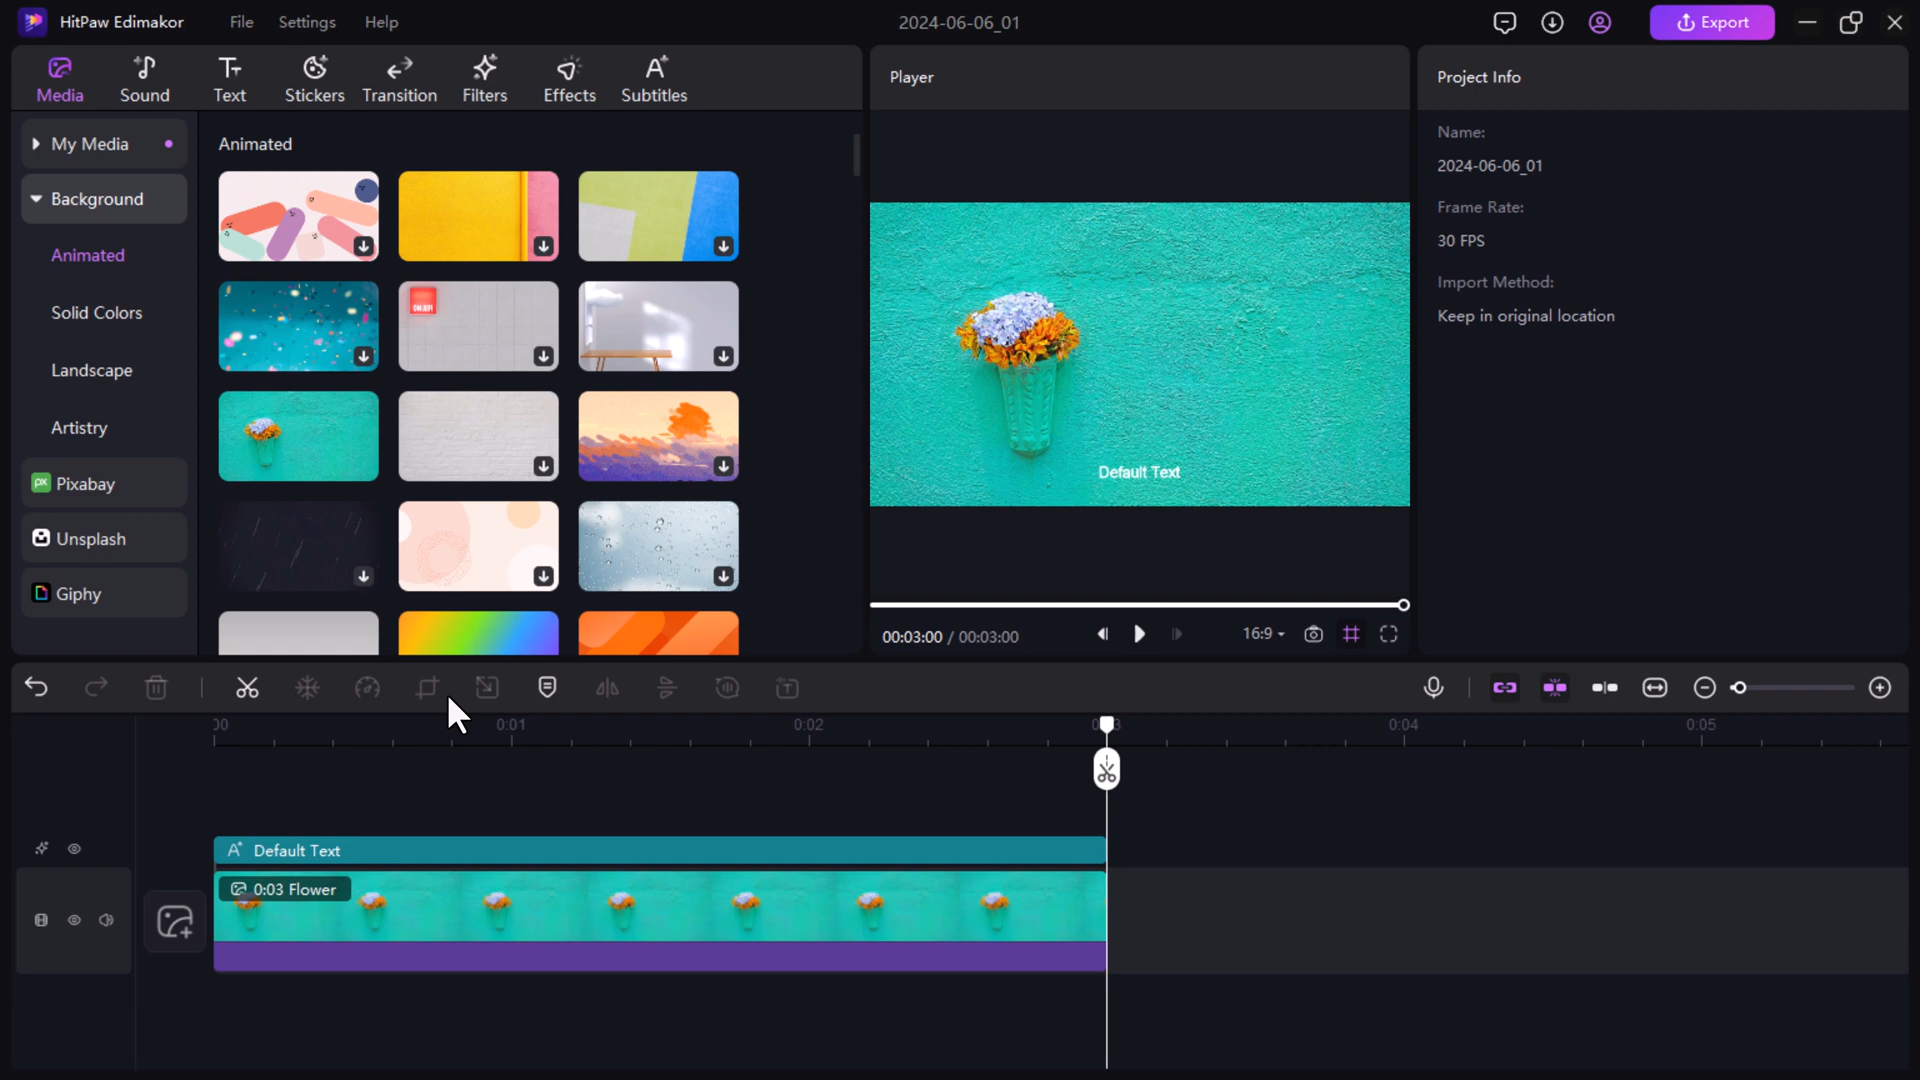 HitPaw Edimakor
File
Settings
Help
2024-06-06_01
Export
Media
Sound
Text
Stickers
Transition
Filters
Effects
Subtitles
Player
Project Info
My Media
Background
Animated
Solid Colors
Landscape
Artistry
Pixabay
Unsplash
Giphy
Animated
Default Text
00:03:00 / 00:03:00
16:9
Name:
2024-06-06_01
Frame Rate:
30 FPS
Import Method:
Keep in original location
0:01
0:02
0:04
0:05
Default Text
0:03 Flower